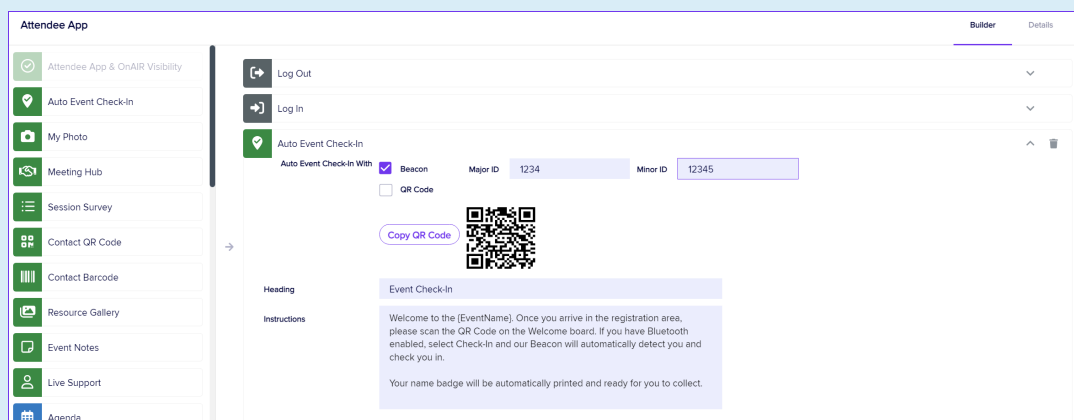 Attendee App
Builder
Details
Attendee App & OnAIR Visibility
Auto Event Check-In
My Photo
Meeting Hub
Session Survey
Contact QR Code
Contact Barcode
Resource Gallery
Event Notes
Live Support
Agenda
Log Out
Log In
Auto Event Check-In
Auto Event Check-In With
Beacon
Major ID
1234
Minor ID
12345
QR Code
Copy QR Code
Heading
Event Check-In
Instructions
Welcome to the {EventName}. Once you arrive in the registration area,
please scan the QR Code on the Welcome board. If you have Bluetooth
enabled, select Check-In and our Beacon will automatically detect you and
check you in.
Your name badge will be automatically printed and ready for you to collect.